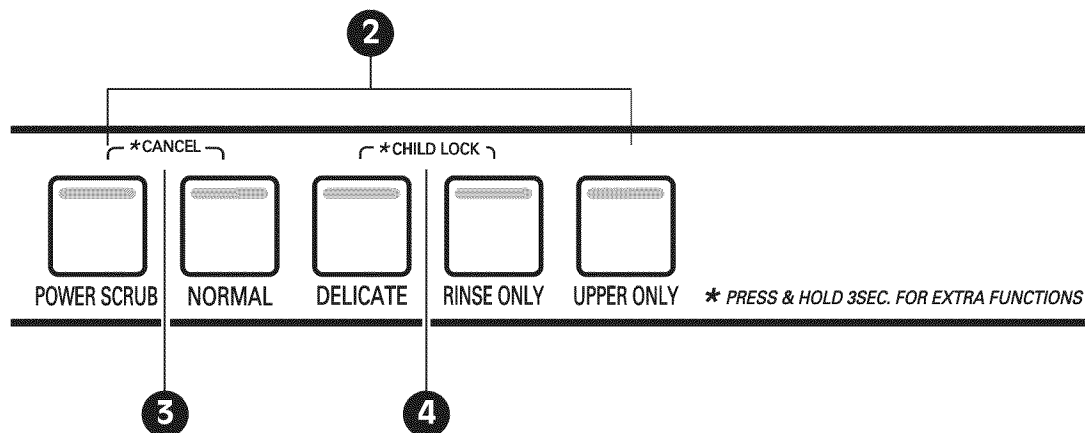 2
*CANCEL *CHILD LOCK
POWER SCRUB NORMAL DELICATE RINSE ONLY UPPER ONLY * PRESS & HOLD 3SEC. FOR EXTRA FUNCTIONS
3 4